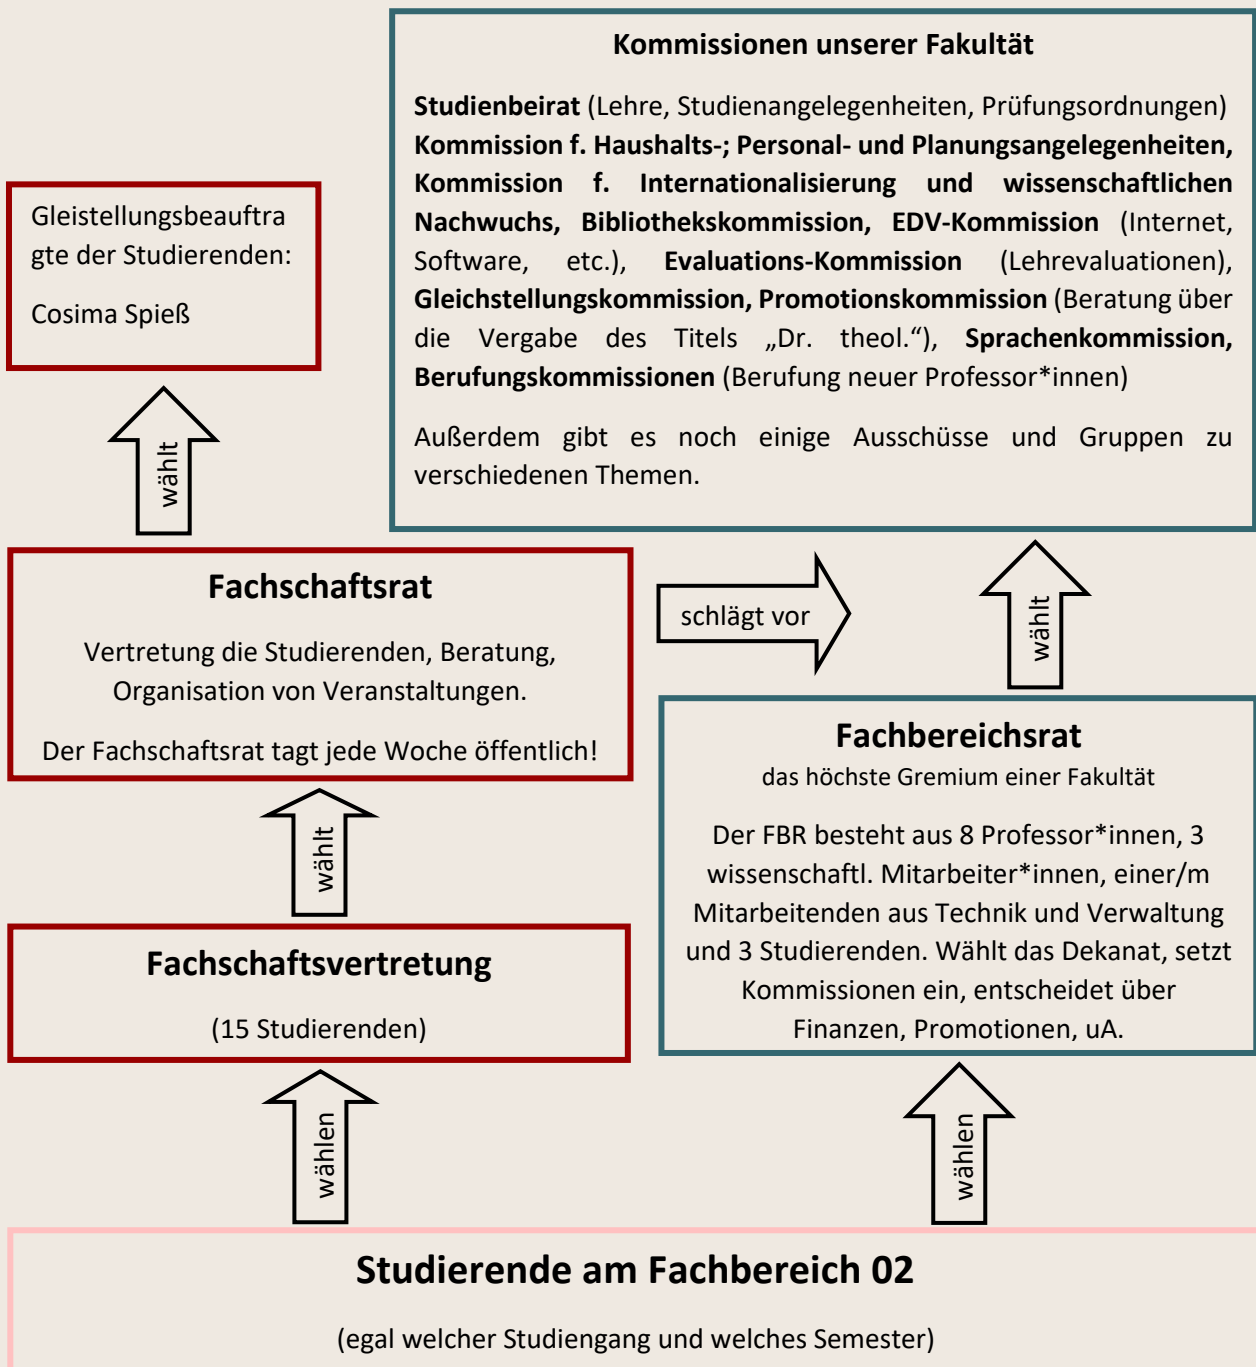 Kommissionen unserer Fakultät
Studienbeirat (Lehre, Studienangelegenheiten, Prüfungsordnungen)
Kommission f. Haushalts-; Personal- und Planungsangelegenheiten,
Kommission f. Internationalisierung und wissenschaftlichen
Nachwuchs, Bibliothekskommission, EDV-Kommission (Internet,
Software, etc.), Evaluations-Kommission (Lehrevaluationen),
Gleichstellungskommission, Promotionskommission (Beratung über
die Vergabe des Titels „Dr. theol.“), Sprachenkommission,
Berufungskommissionen (Berufung neuer Professor*innen)
Außerdem gibt es noch einige Ausschüsse und Gruppen zu
verschiedenen Themen.
Gleistellungsbeauftra
gte der Studierenden:
Cosima Spieß
wählt
Fachschaftsrat
Vertretung die Studierenden, Beratung,
Organisation von Veranstaltungen.
Der Fachschaftsrat tagt jede Woche öffentlich!
schlägt vor
wählt
Fachbereichsrat
das höchste Gremium einer Fakultät
Der FBR besteht aus 8 Professor*innen, 3
wissenschaftl. Mitarbeiter*innen, einer/m
Mitarbeitenden aus Technik und Verwaltung
und 3 Studierenden. Wählt das Dekanat, setzt
Kommissionen ein, entscheidet über
Finanzen, Promotionen, uA.
wählt
Fachschaftsvertretung
(15 Studierenden)
wählen
wählen
Studierende am Fachbereich 02
(egal welcher Studiengang und welches Semester)